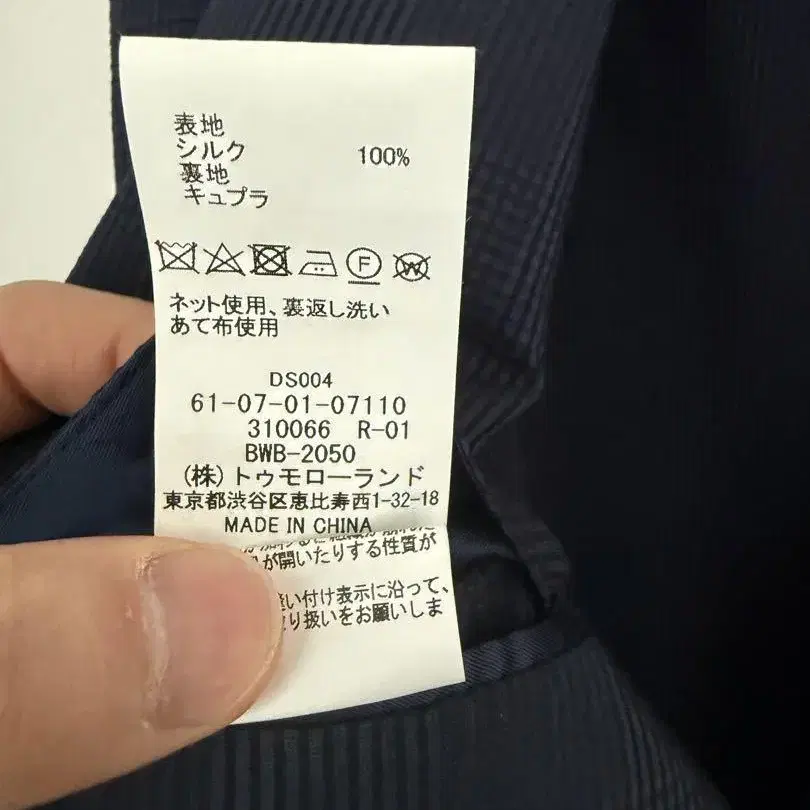 表地
シルク 100%
裏地
キュプラ
F W
ネット使用、裏返し洗い
あて布使用
DS004
61-07-01-07110
310066 R-01
BWB-2050
(株)トゥモローランド
東京都渋谷区恵比寿西1-32-18
MADE IN CHINA
が開いたりする性質が
い付け表示に沿って、
り扱いをお願いしま